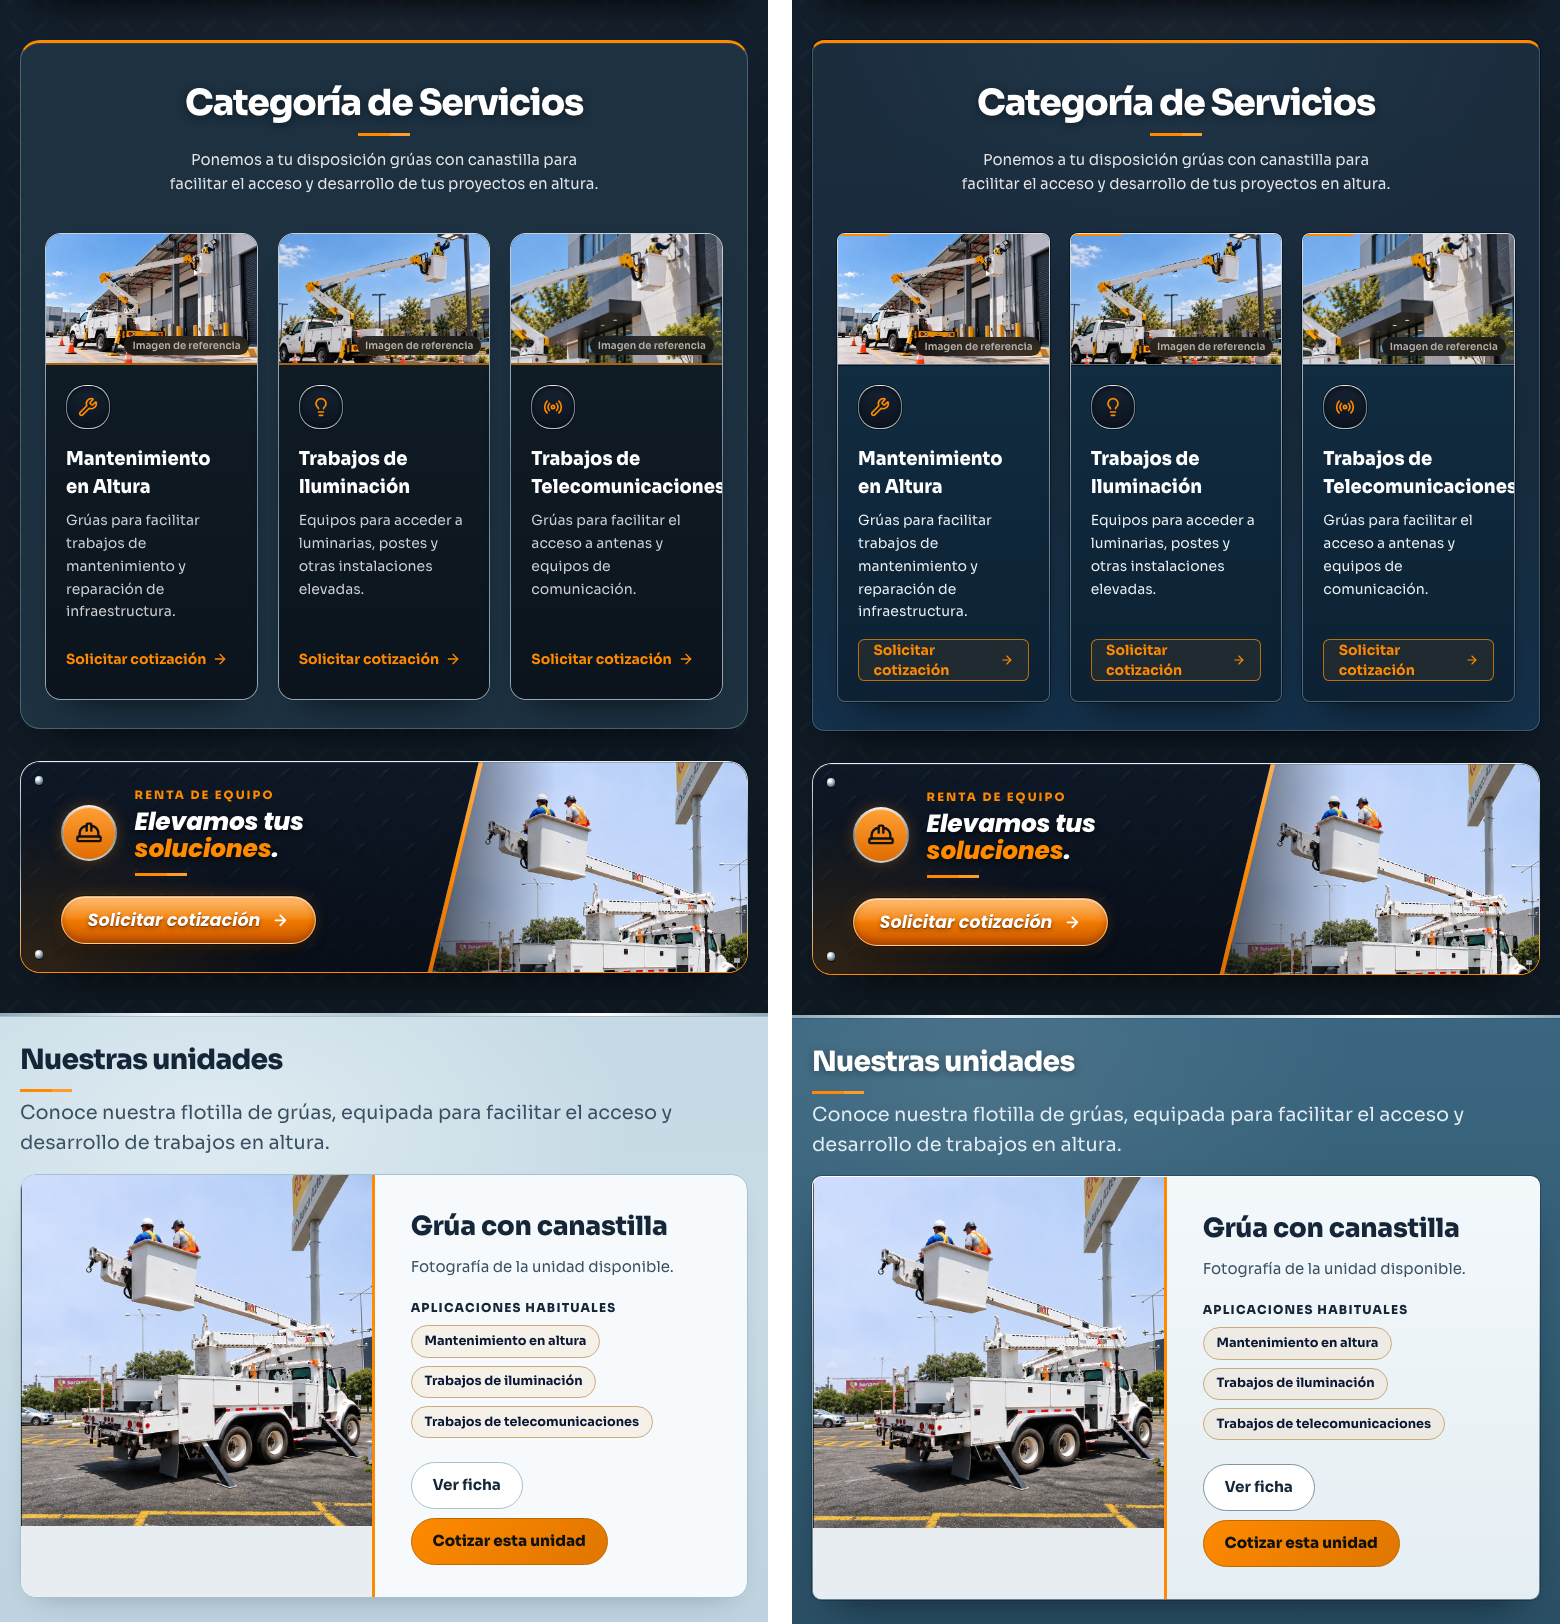 Categoría de Servicios
Ponemos a tu disposición grúas con canastilla para
facilitar el acceso y desarrollo de tus proyectos en altura.
Imagen de referencia
Mantenimiento
en Altura
Grúas para facilitar
trabajos de
mantenimiento y
reparación de
infraestructura.
Solicitar cotización
Imagen de referencia
Trabajos de
Iluminación
Equipos para acceder a
luminarias, postes y
otras instalaciones
elevadas.
Solicitar cotización
Imagen de referencia
Trabajos de
Telecomunicaciones
Grúas para facilitar el
acceso a antenas y
equipos de
comunicación.
Solicitar cotización
RENTA DE EQUIPO
Elevamos tus
soluciones.
Solicitar cotización
Nuestras unidades
Conoce nuestra flotilla de grúas, equipada para facilitar el acceso y
desarrollo de trabajos en altura.
Grúa con canastilla
Fotografía de la unidad disponible.
APLICACIONES HABITUALES
Mantenimiento en altura
Trabajos de iluminación
Trabajos de telecomunicaciones
Ver ficha
Cotizar esta unidad
Categoría de Servicios
Ponemos a tu disposición grúas con canastilla para
facilitar el acceso y desarrollo de tus proyectos en altura.
Imagen de referencia
Mantenimiento
en Altura
Grúas para facilitar
trabajos de
mantenimiento y
reparación de
infraestructura.
Solicitar
cotización
Imagen de referencia
Trabajos de
Iluminación
Equipos para acceder a
luminarias, postes y
otras instalaciones
elevadas.
Solicitar
cotización
Imagen de referencia
Trabajos de
Telecomunicaciones
Grúas para facilitar el
acceso a antenas y
equipos de
comunicación.
Solicitar
cotización
RENTA DE EQUIPO
Elevamos tus
soluciones.
Solicitar cotización
Nuestras unidades
Conoce nuestra flotilla de grúas, equipada para facilitar el acceso y
desarrollo de trabajos en altura.
Grúa con canastilla
Fotografía de la unidad disponible.
APLICACIONES HABITUALES
Mantenimiento en altura
Trabajos de iluminación
Trabajos de telecomunicaciones
Ver ficha
Cotizar esta unidad